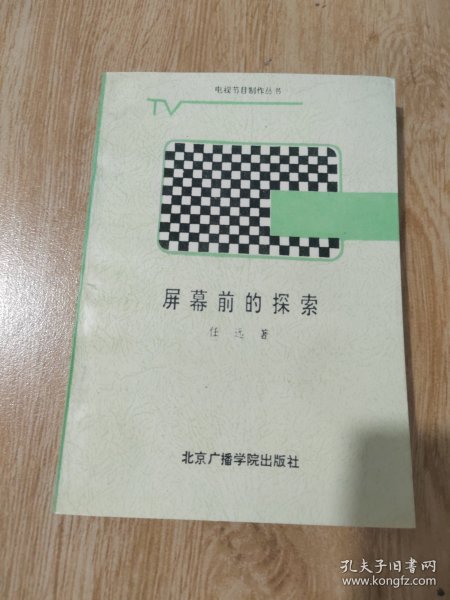 电视节目制作丛书
TV
屏幕前的探索
任远著
北京广播学院出版社
孔夫子旧书网
www.kongfz.com